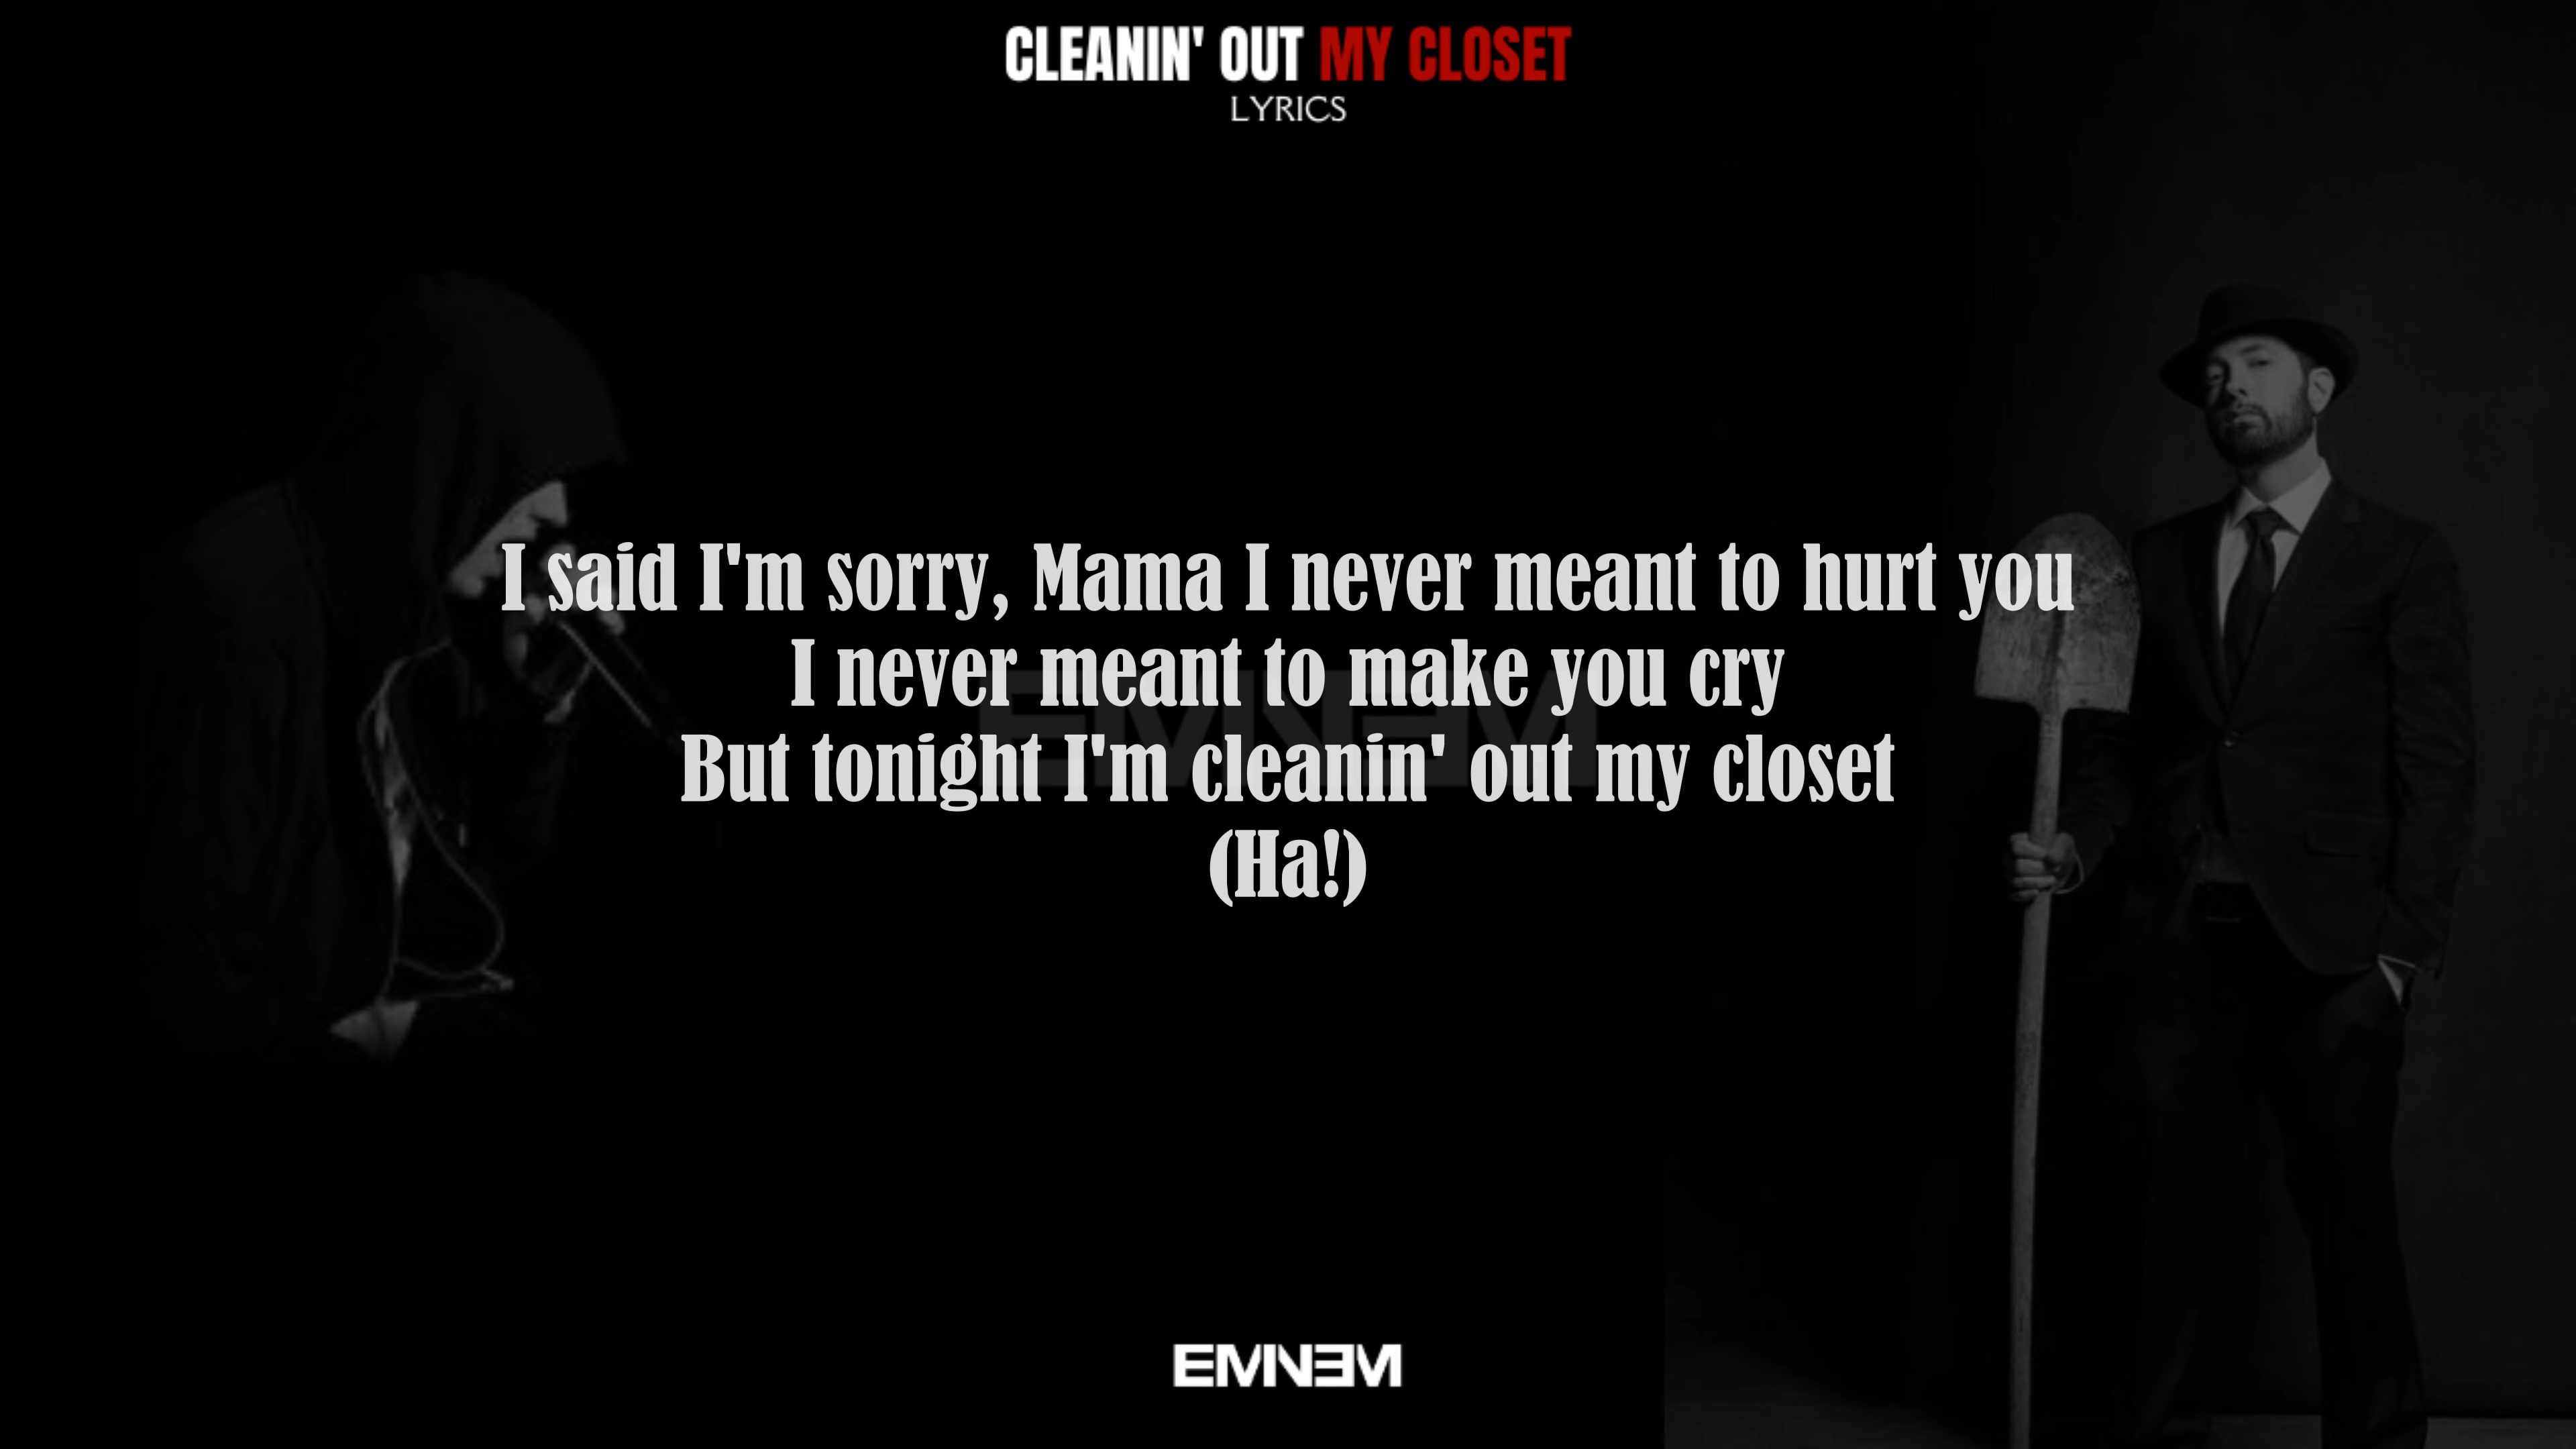 CLEANIN' OUT MY CLOSET
LYRICS
I said I'm sorry, Mama I never meant to hurt you
I never meant to make you cry
EMINEM
But tonight I'm cleanin' out my closet
(Ha!)
EMINEM